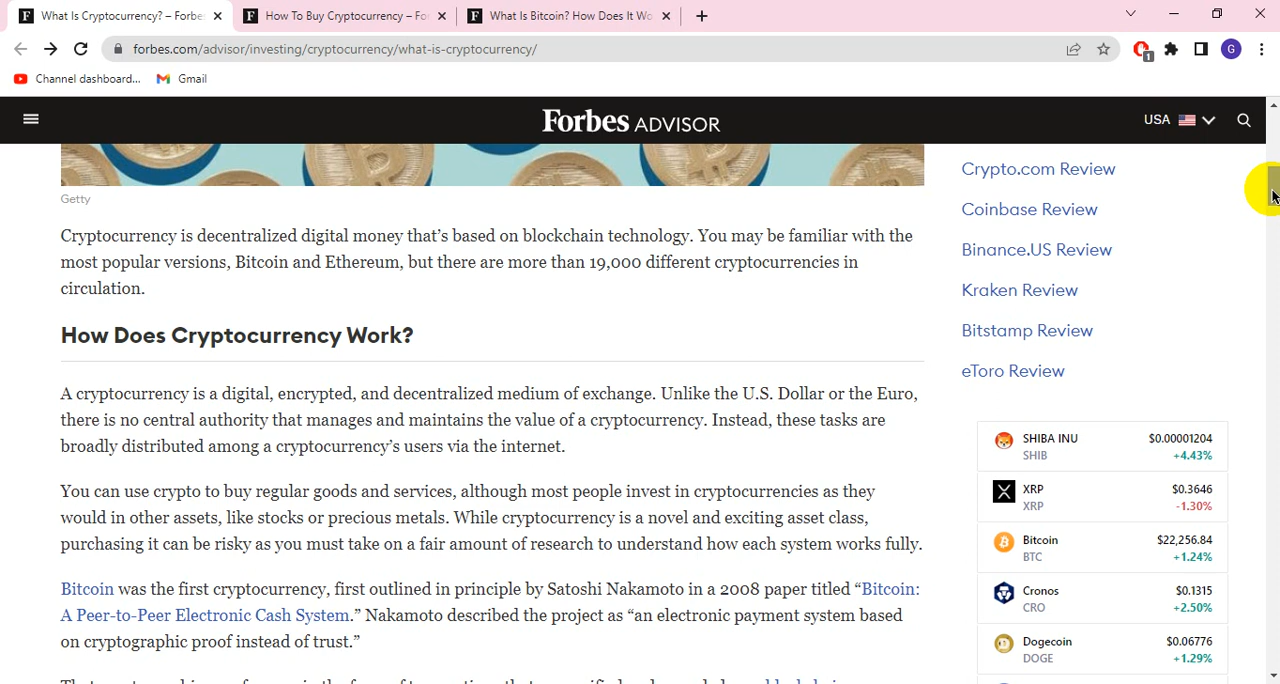 What Is Cryptocurrency? – Forbe
How To Buy Cryptocurrency – Fo
What Is Bitcoin? How Does It Wo
forbes.com/advisor/investing/cryptocurrency/what-is-cryptocurrency/
1
G
Channel dashboard...
Gmail
Forbes ADVISOR
USA
Getty
Cryptocurrency is decentralized digital money that’s based on blockchain technology. You may be familiar with the
most popular versions, Bitcoin and Ethereum, but there are more than 19,000 different cryptocurrencies in
circulation.
How Does Cryptocurrency Work?
A cryptocurrency is a digital, encrypted, and decentralized medium of exchange. Unlike the U.S. Dollar or the Euro,
there is no central authority that manages and maintains the value of a cryptocurrency. Instead, these tasks are
broadly distributed among a cryptocurrency’s users via the internet.
You can use crypto to buy regular goods and services, although most people invest in cryptocurrencies as they
would in other assets, like stocks or precious metals. While cryptocurrency is a novel and exciting asset class,
purchasing it can be risky as you must take on a fair amount of research to understand how each system works fully.
Bitcoin was the first cryptocurrency, first outlined in principle by Satoshi Nakamoto in a 2008 paper titled “Bitcoin:
A Peer-to-Peer Electronic Cash System.” Nakamoto described the project as “an electronic payment system based
on cryptographic proof instead of trust.”
Crypto.com Review
Coinbase Review
Binance.US Review
Kraken Review
Bitstamp Review
eToro Review
SHIBA INU $0.00001204
SHIB +4.43%
XRP $0.3646
XRP -1.30%
Bitcoin $22,256.84
BTC +1.24%
Cronos $0.1315
CRO +2.50%
Dogecoin $0.06776
DOGE +1.29%